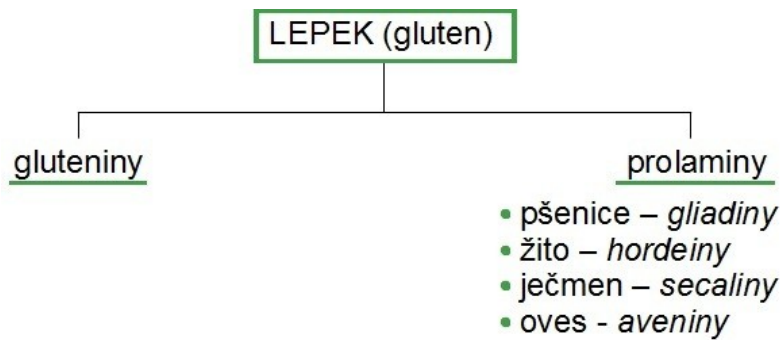 LEPEK (gluten)
gluteniny
prolaminy
• pšenice – gliadiny
• žito – hordeiny
• ječmen – secaliny
• oves - aveniny